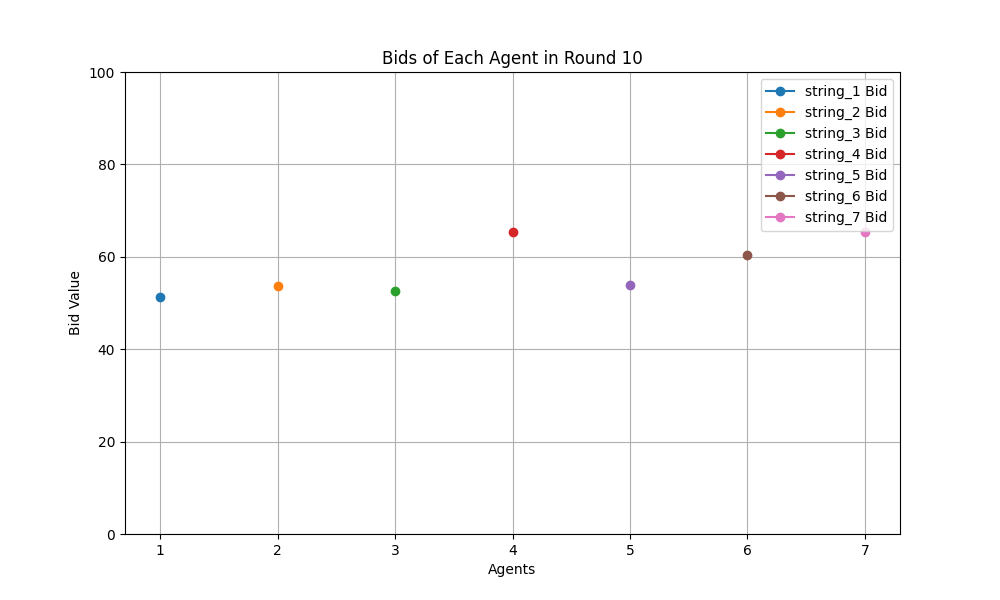 Bids of Each Agent in Round 10
100
80
60
40
20
0
Bid Value
string_1 Bid
string_2 Bid
string_3 Bid
string_4 Bid
string_5 Bid
string_6 Bid
string_7 Bid
1 2 3 4 5 6 7
Agents